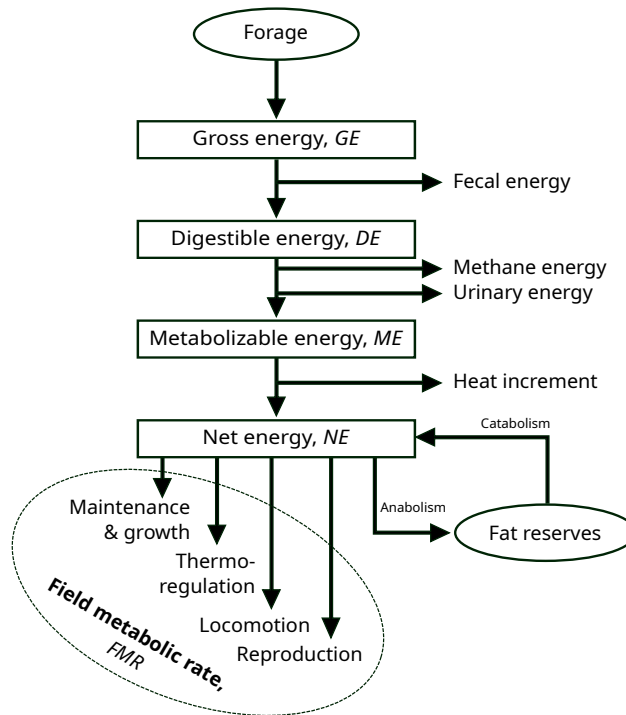 Forage
Gross energy, GE
Fecal energy
Digestible energy, DE
Methane energy
Urinary energy
Metabolizable energy, ME
Heat increment
Catabolism
Net energy, NE
Maintenance
& growth
Anabolism
Fat reserves
Thermo-
regulation
Locomotion
Reproduction
Field metabolic rate,
FMR